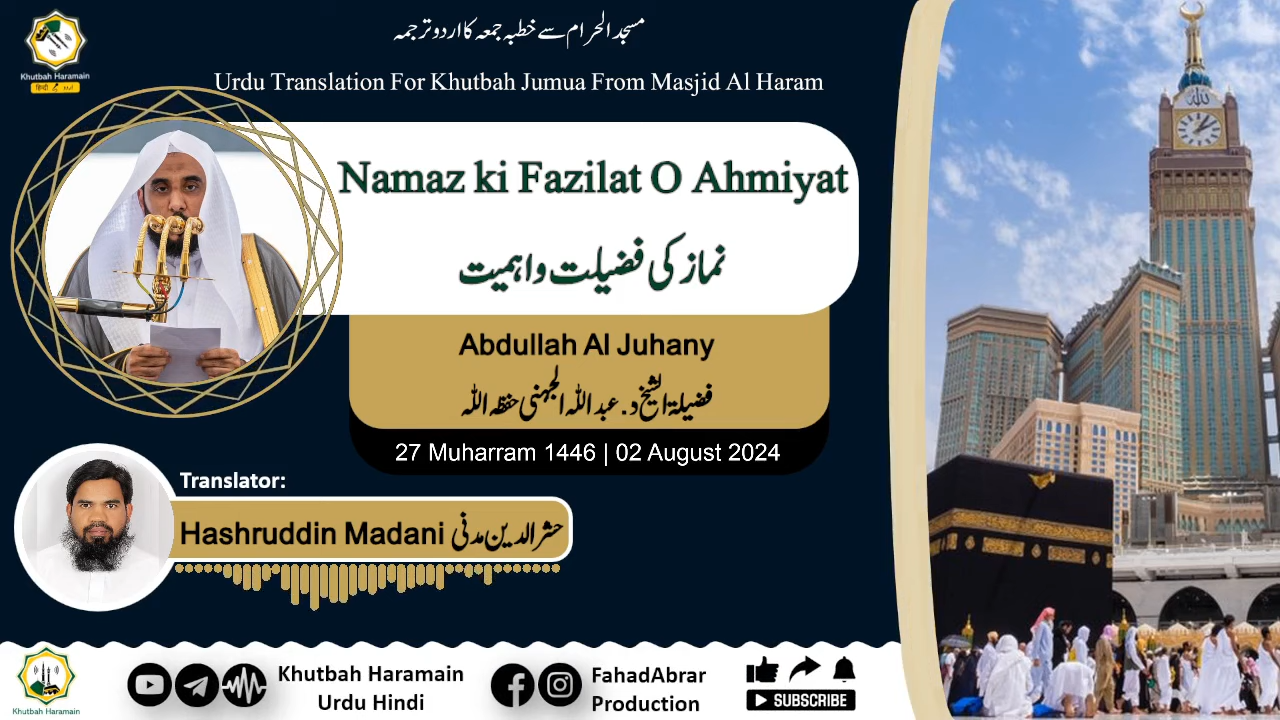 مسجد الحرام سے خطبہ جمعہ کا اردو ترجمہ
Urdu Translation For Khutbah Jumua From Masjid Al Haram
Khutbah Haramain
हिन्दी اردو
Namaz ki Fazilat O Ahmiyat
نماز کی فضیلت و اہمیت
Abdullah Al Juhany
فضیلۃ الشیخ د. عبد اللہ الجہنی حفظہ اللہ
27 Muharram 1446 | 02 August 2024
Translator:
Hashruddin Madani حشر الدین مدنی
Khutbah Haramain
Khutbah Haramain
Urdu Hindi
FahadAbrar
Production
SUBSCRIBE